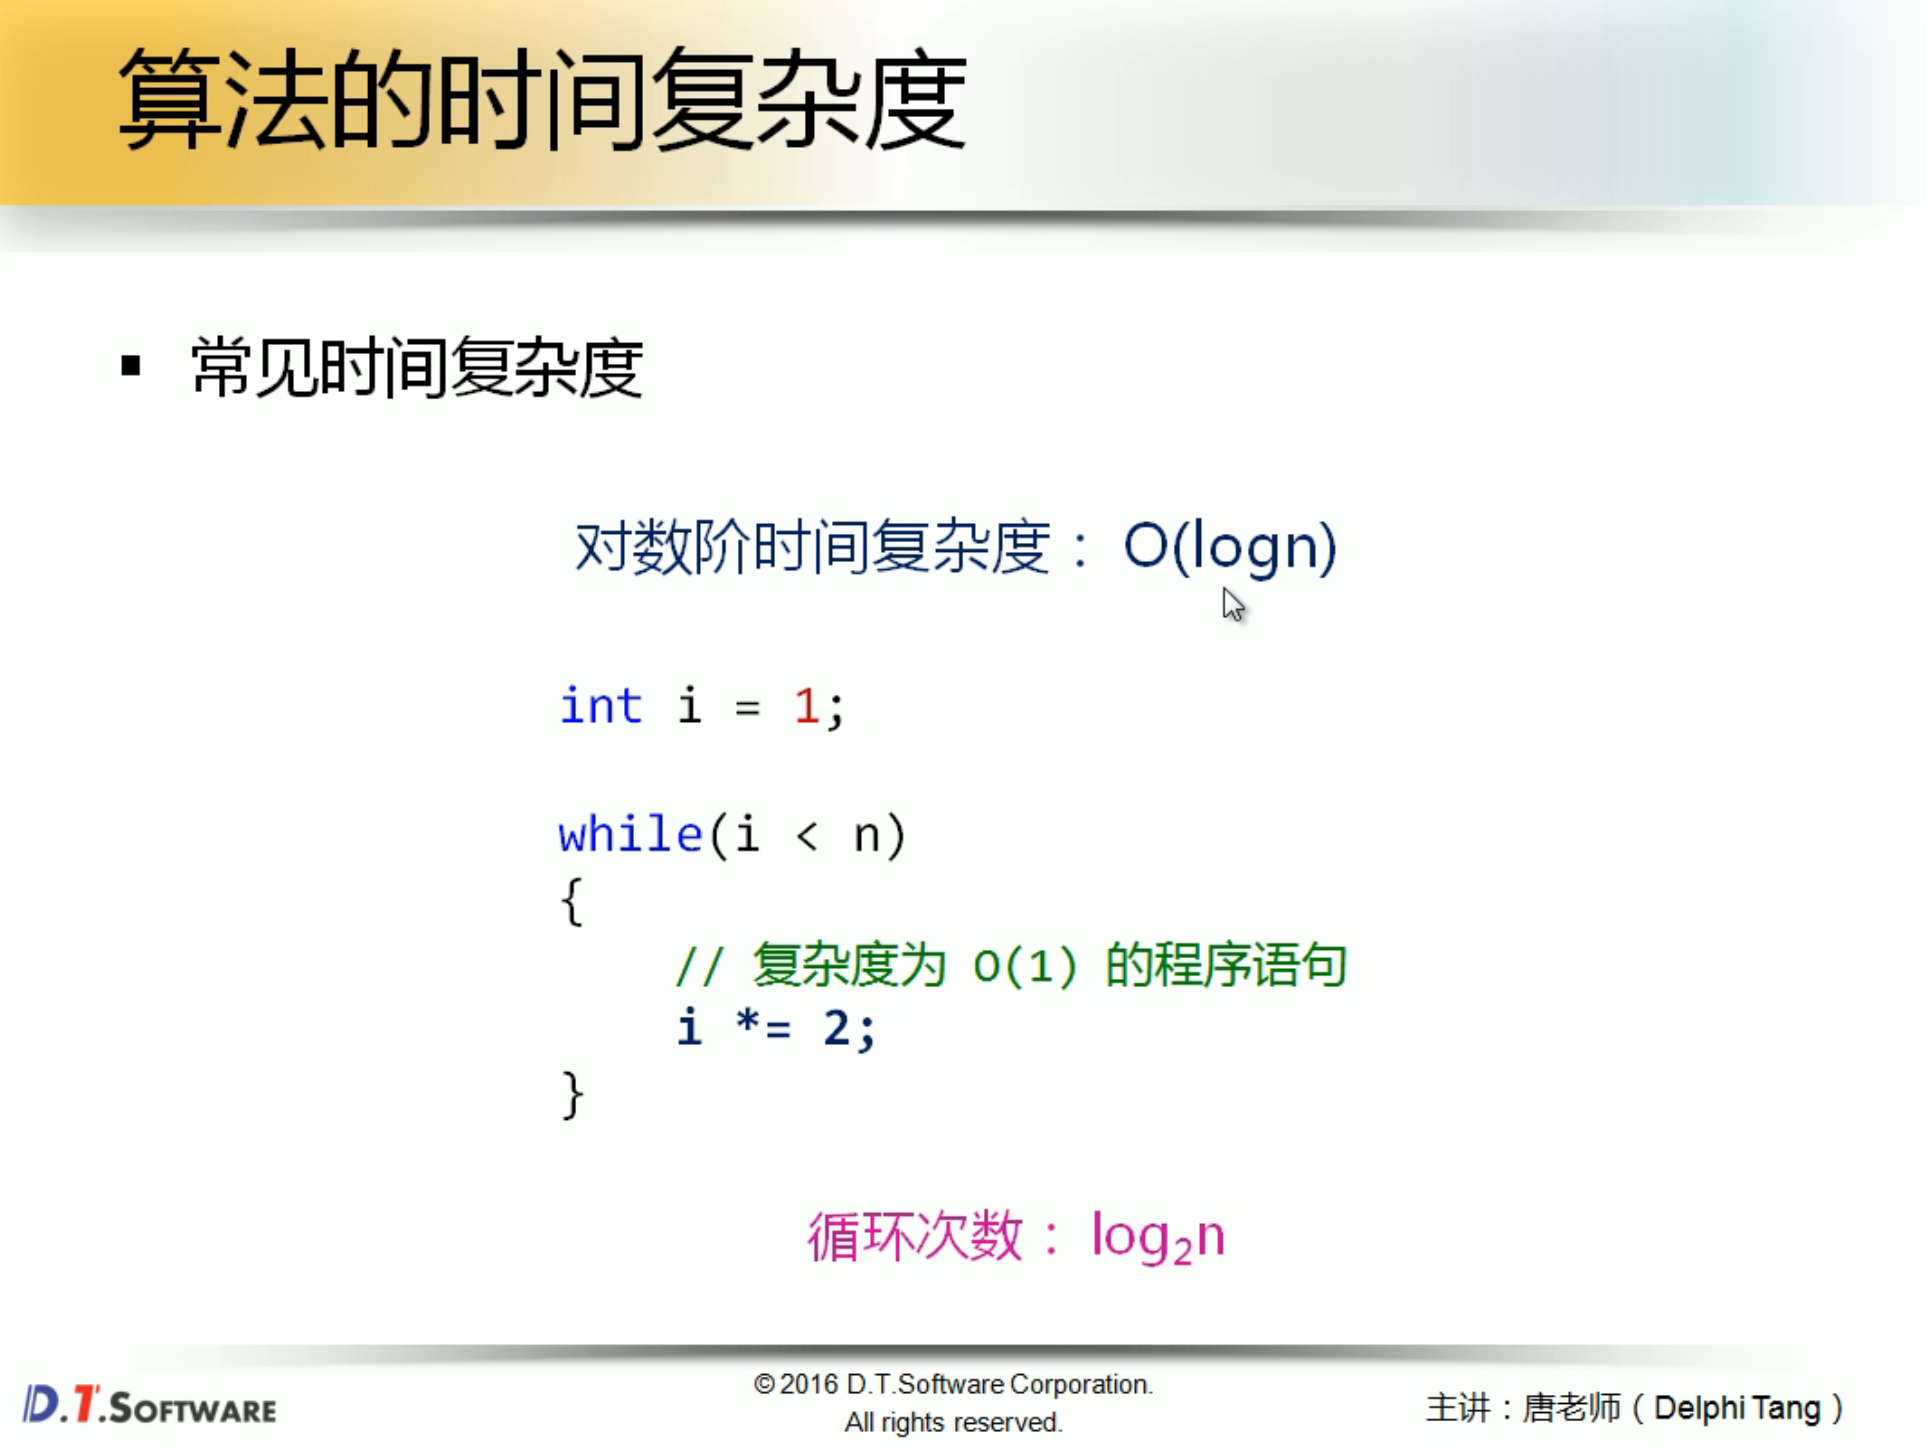 算法的时间复杂度
▪ 常见时间复杂度
对数阶时间复杂度： O(logn)
int i = 1;
while(i < n)
{
// 复杂度为 O(1) 的程序语句
i *= 2;
}
循环次数： log₂n
D.T.SOFTWARE
© 2016 D.T.Software Corporation.
All rights reserved.
主讲：唐老师（Delphi Tang）